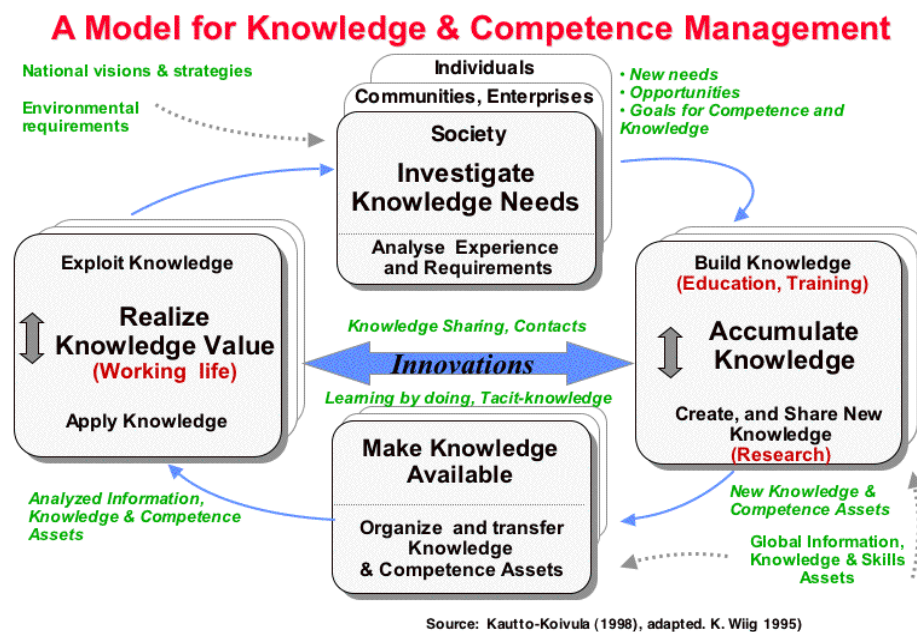 A Model for Knowledge & Competence Management
National visions & strategies
Environmental
requirements
Individuals
Communities, Enterprises
Society
Investigate
Knowledge Needs
Analyse Experience
and Requirements
• New needs
• Opportunities
• Goals for Competence and
Knowledge
Exploit Knowledge
Realize
Knowledge Value
(Working life)
Apply Knowledge
Knowledge Sharing, Contacts
Innovations
Learning by doing, Tacit-knowledge
Build Knowledge
(Education, Training)
Accumulate
Knowledge
Create, and Share New
Knowledge
(Research)
Make Knowledge
Available
Organize and transfer
Knowledge
& Competence Assets
Analyzed Information,
Knowledge & Competence
Assets
New Knowledge &
Competence Assets
Global Information,
Knowledge & Skills
Assets
Source: Kautto-Koivula (1998), adapted. K. Wiig 1995)